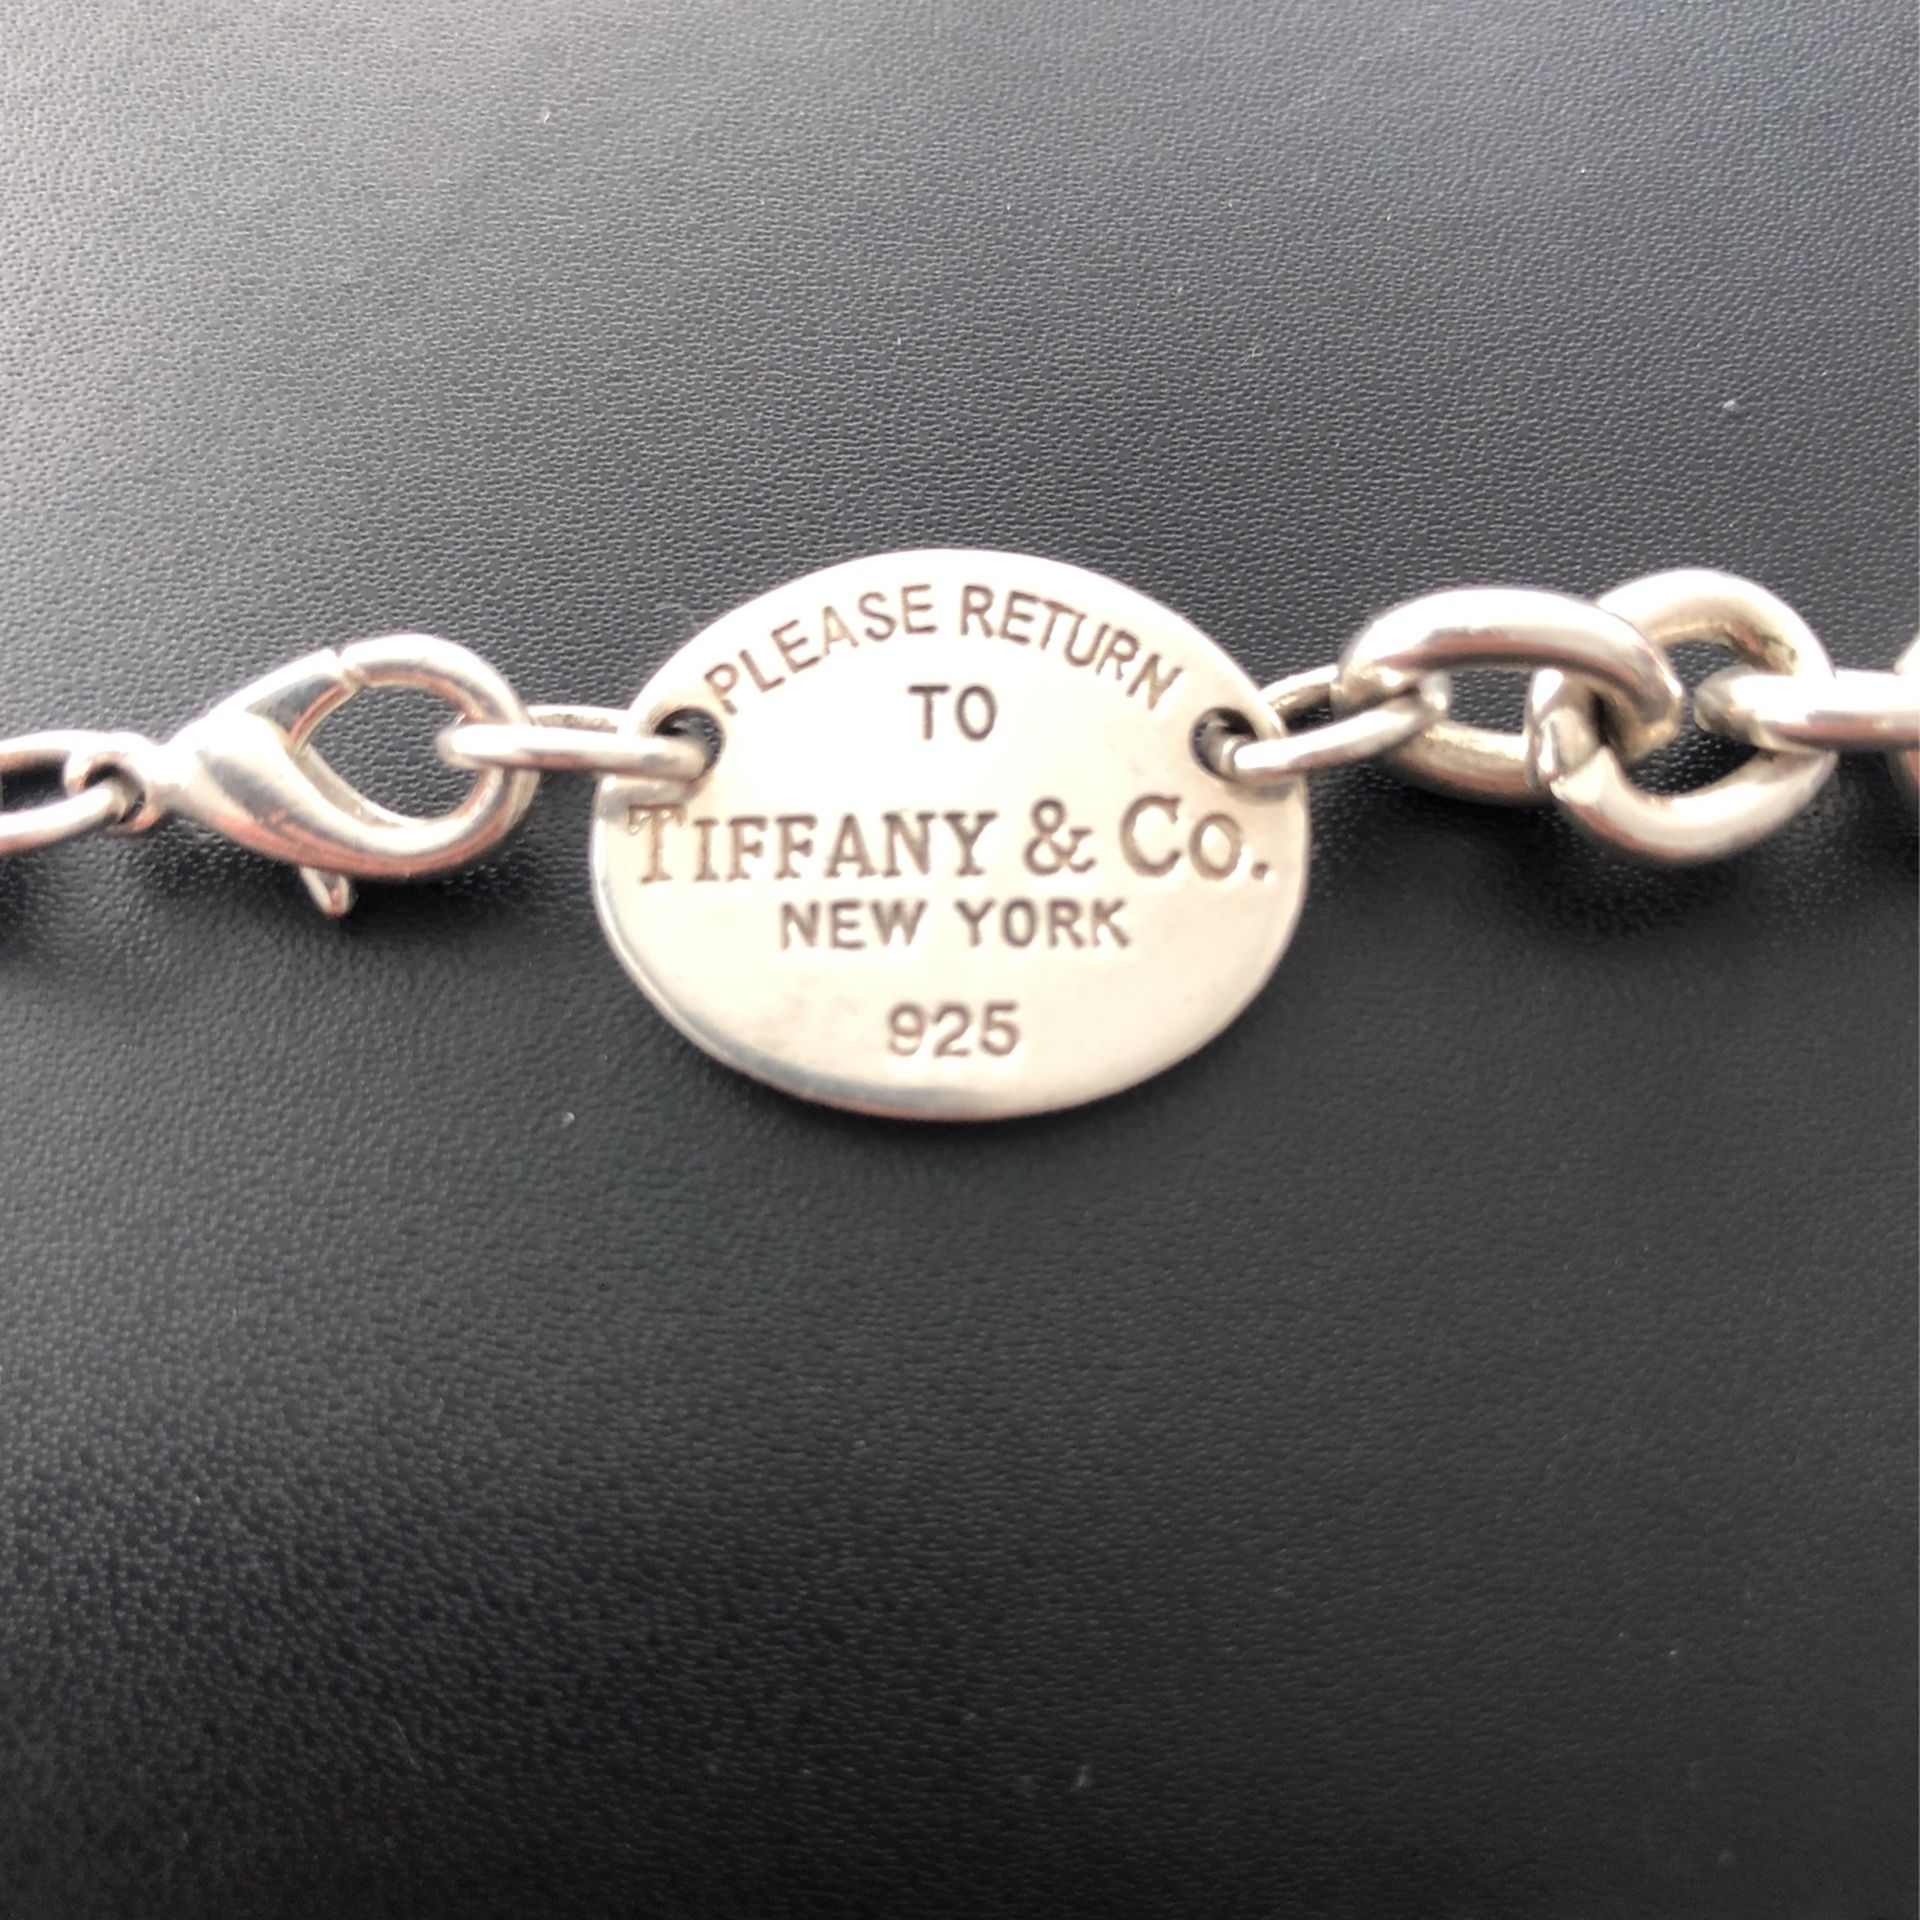 PLEASE RETURN
TO
TIFFANY & CO.
NEW YORK
925